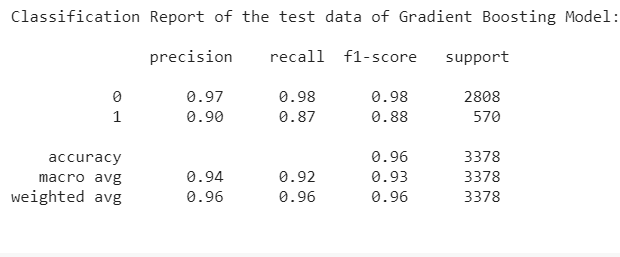 Classification Report of the test data of Gradient Boosting Model:
precision recall f1-score support
0 0.97 0.98 0.98 2808
1 0.90 0.87 0.88 570
accuracy 0.96 3378
macro avg 0.94 0.92 0.93 3378
weighted avg 0.96 0.96 0.96 3378